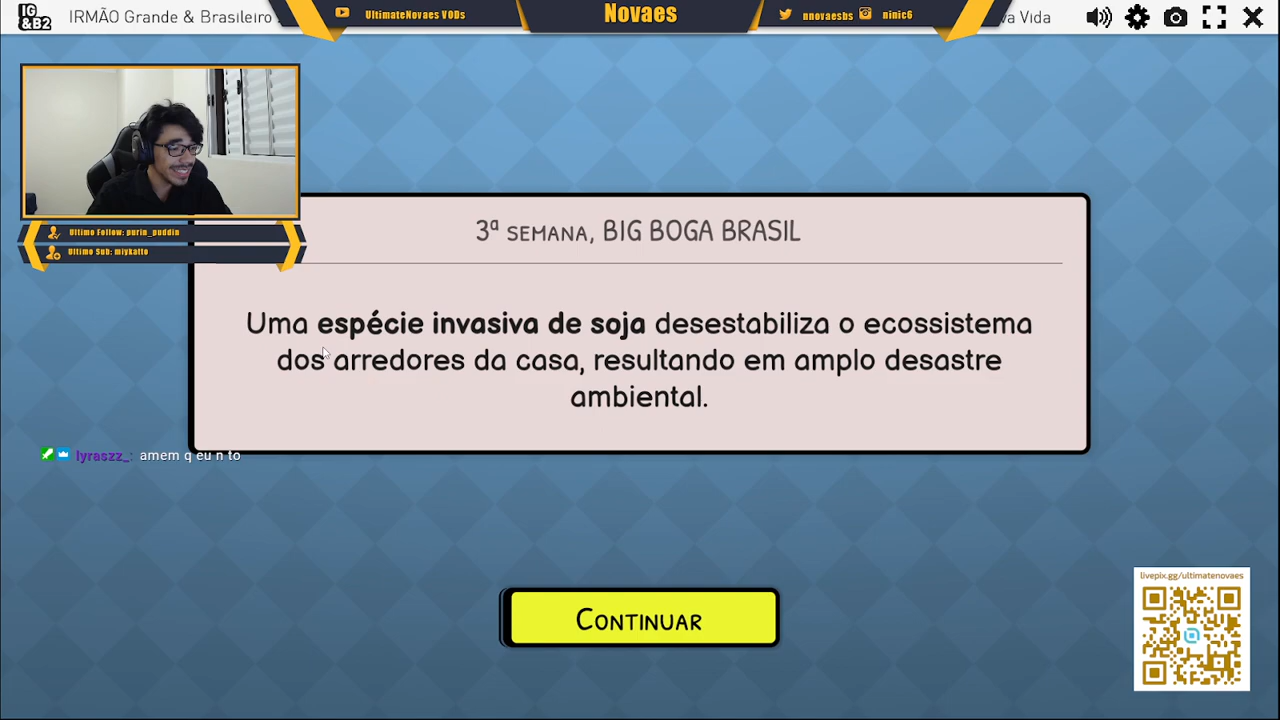 IG
&B2
IRMÃO Grande & Brasileiro
UltimateNovaes VODs
Novaes
nnovaesbs
ninic6
Vida
Ultimo Follow: purin_puddin
Ultimo Sub: miykatto
3ª SEMANA, BIG BOGA BRASIL
Uma espécie invasiva de soja desestabiliza o ecossistema
dos arredores da casa, resultando em amplo desastre
ambiental.
lyraszz_: amem q eu n to
CONTINUAR
livepix.gg/ultimatenovaes